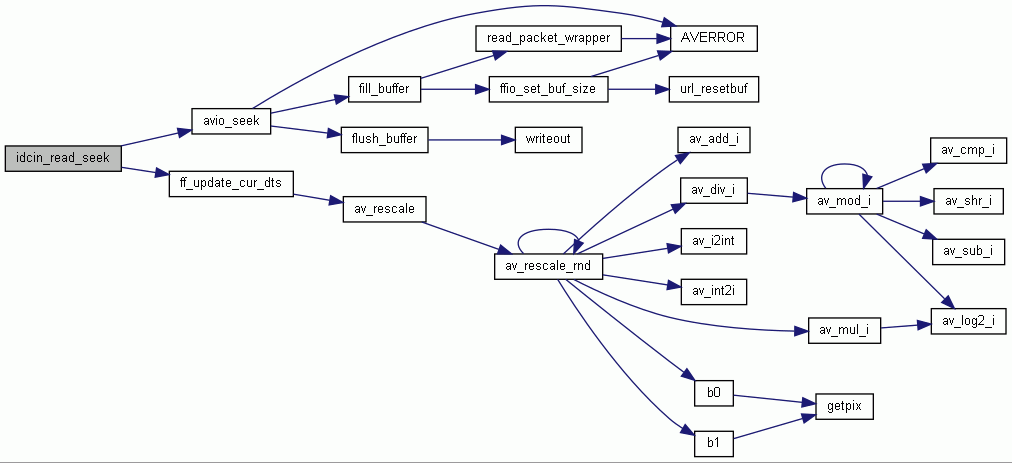 idcin_read_seek
avio_seek
ff_update_cur_dts
fill_buffer
flush_buffer
av_rescale
read_packet_wrapper
ffio_set_buf_size
writeout
av_rescale_rnd
AVERROR
url_resetbuf
av_add_i
av_div_i
av_i2int
av_int2i
b0
b1
av_mod_i
av_mul_i
getpix
av_cmp_i
av_shr_i
av_sub_i
av_log2_i